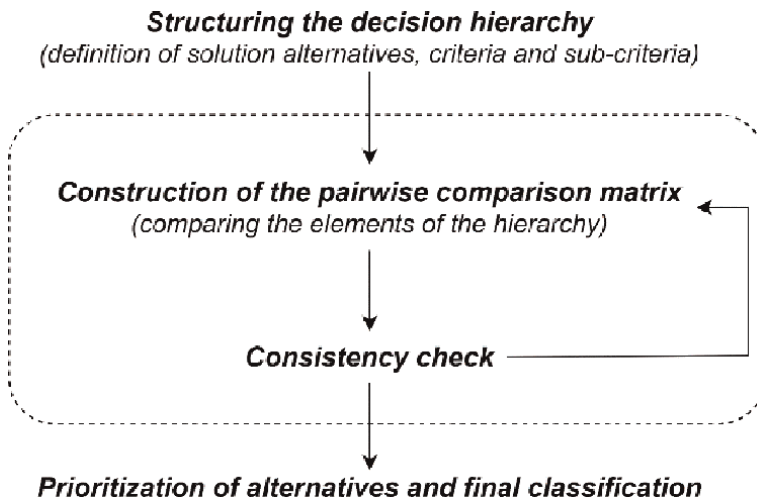 Structuring the decision hierarchy
(definition of solution alternatives, criteria and sub-criteria)
Construction of the pairwise comparison matrix
(comparing the elements of the hierarchy)
Consistency check
Prioritization of alternatives and final classification